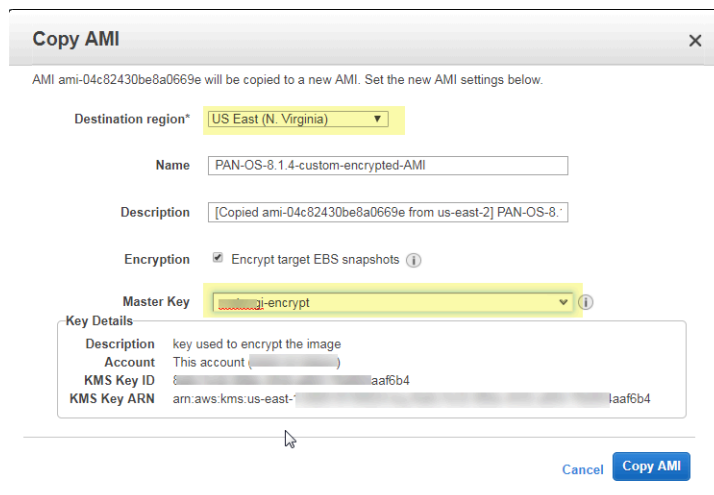 Copy AMI
AMI ami-04c82430be8a0669e will be copied to a new AMI. Set the new AMI settings below.
Destination region* US East (N. Virginia)
Name PAN-OS-8.1.4-custom-encrypted-AMI
Description [Copied ami-04c82430be8a0669e from us-east-2] PAN-OS-8.
Encryption Encrypt target EBS snapshots
Master Key gi-encrypt
Key Details
Description key used to encrypt the image
Account This account ( )
KMS Key ID aaf6b4
KMS Key ARN arn:aws:kms:us-east- aaf6b4
Cancel Copy AMI